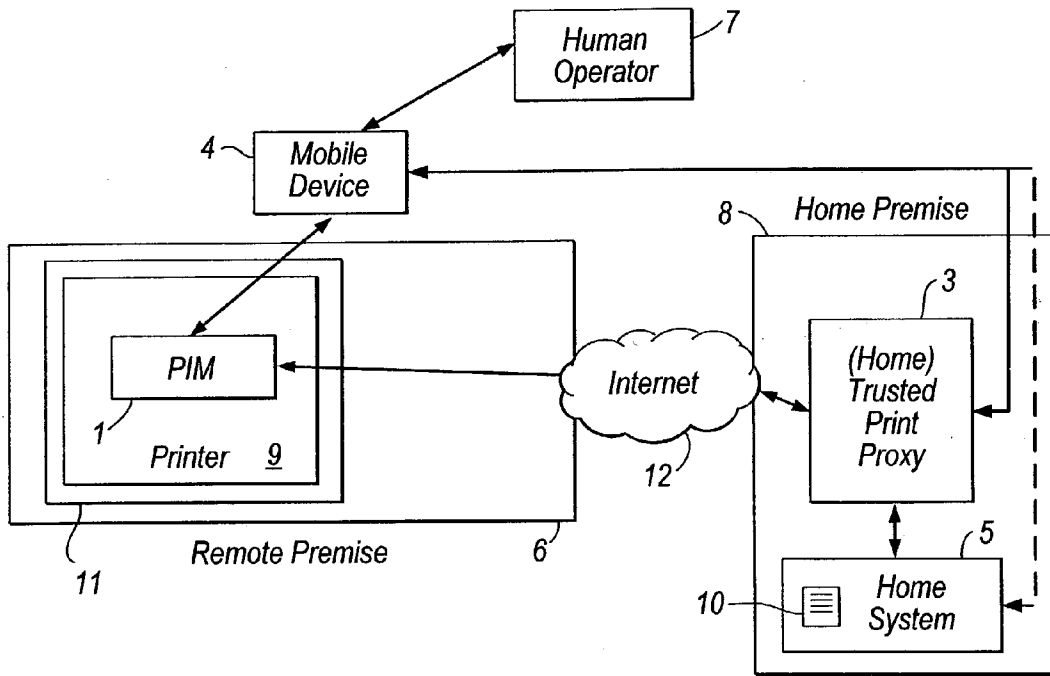 7
Human
Operator
4
Mobile
Device
8
Home Premise
3
(Home)
Trusted
Print
Proxy
PIM
1
Internet
12
Printer 9
11
Remote Premise
6
5
10
Home
System